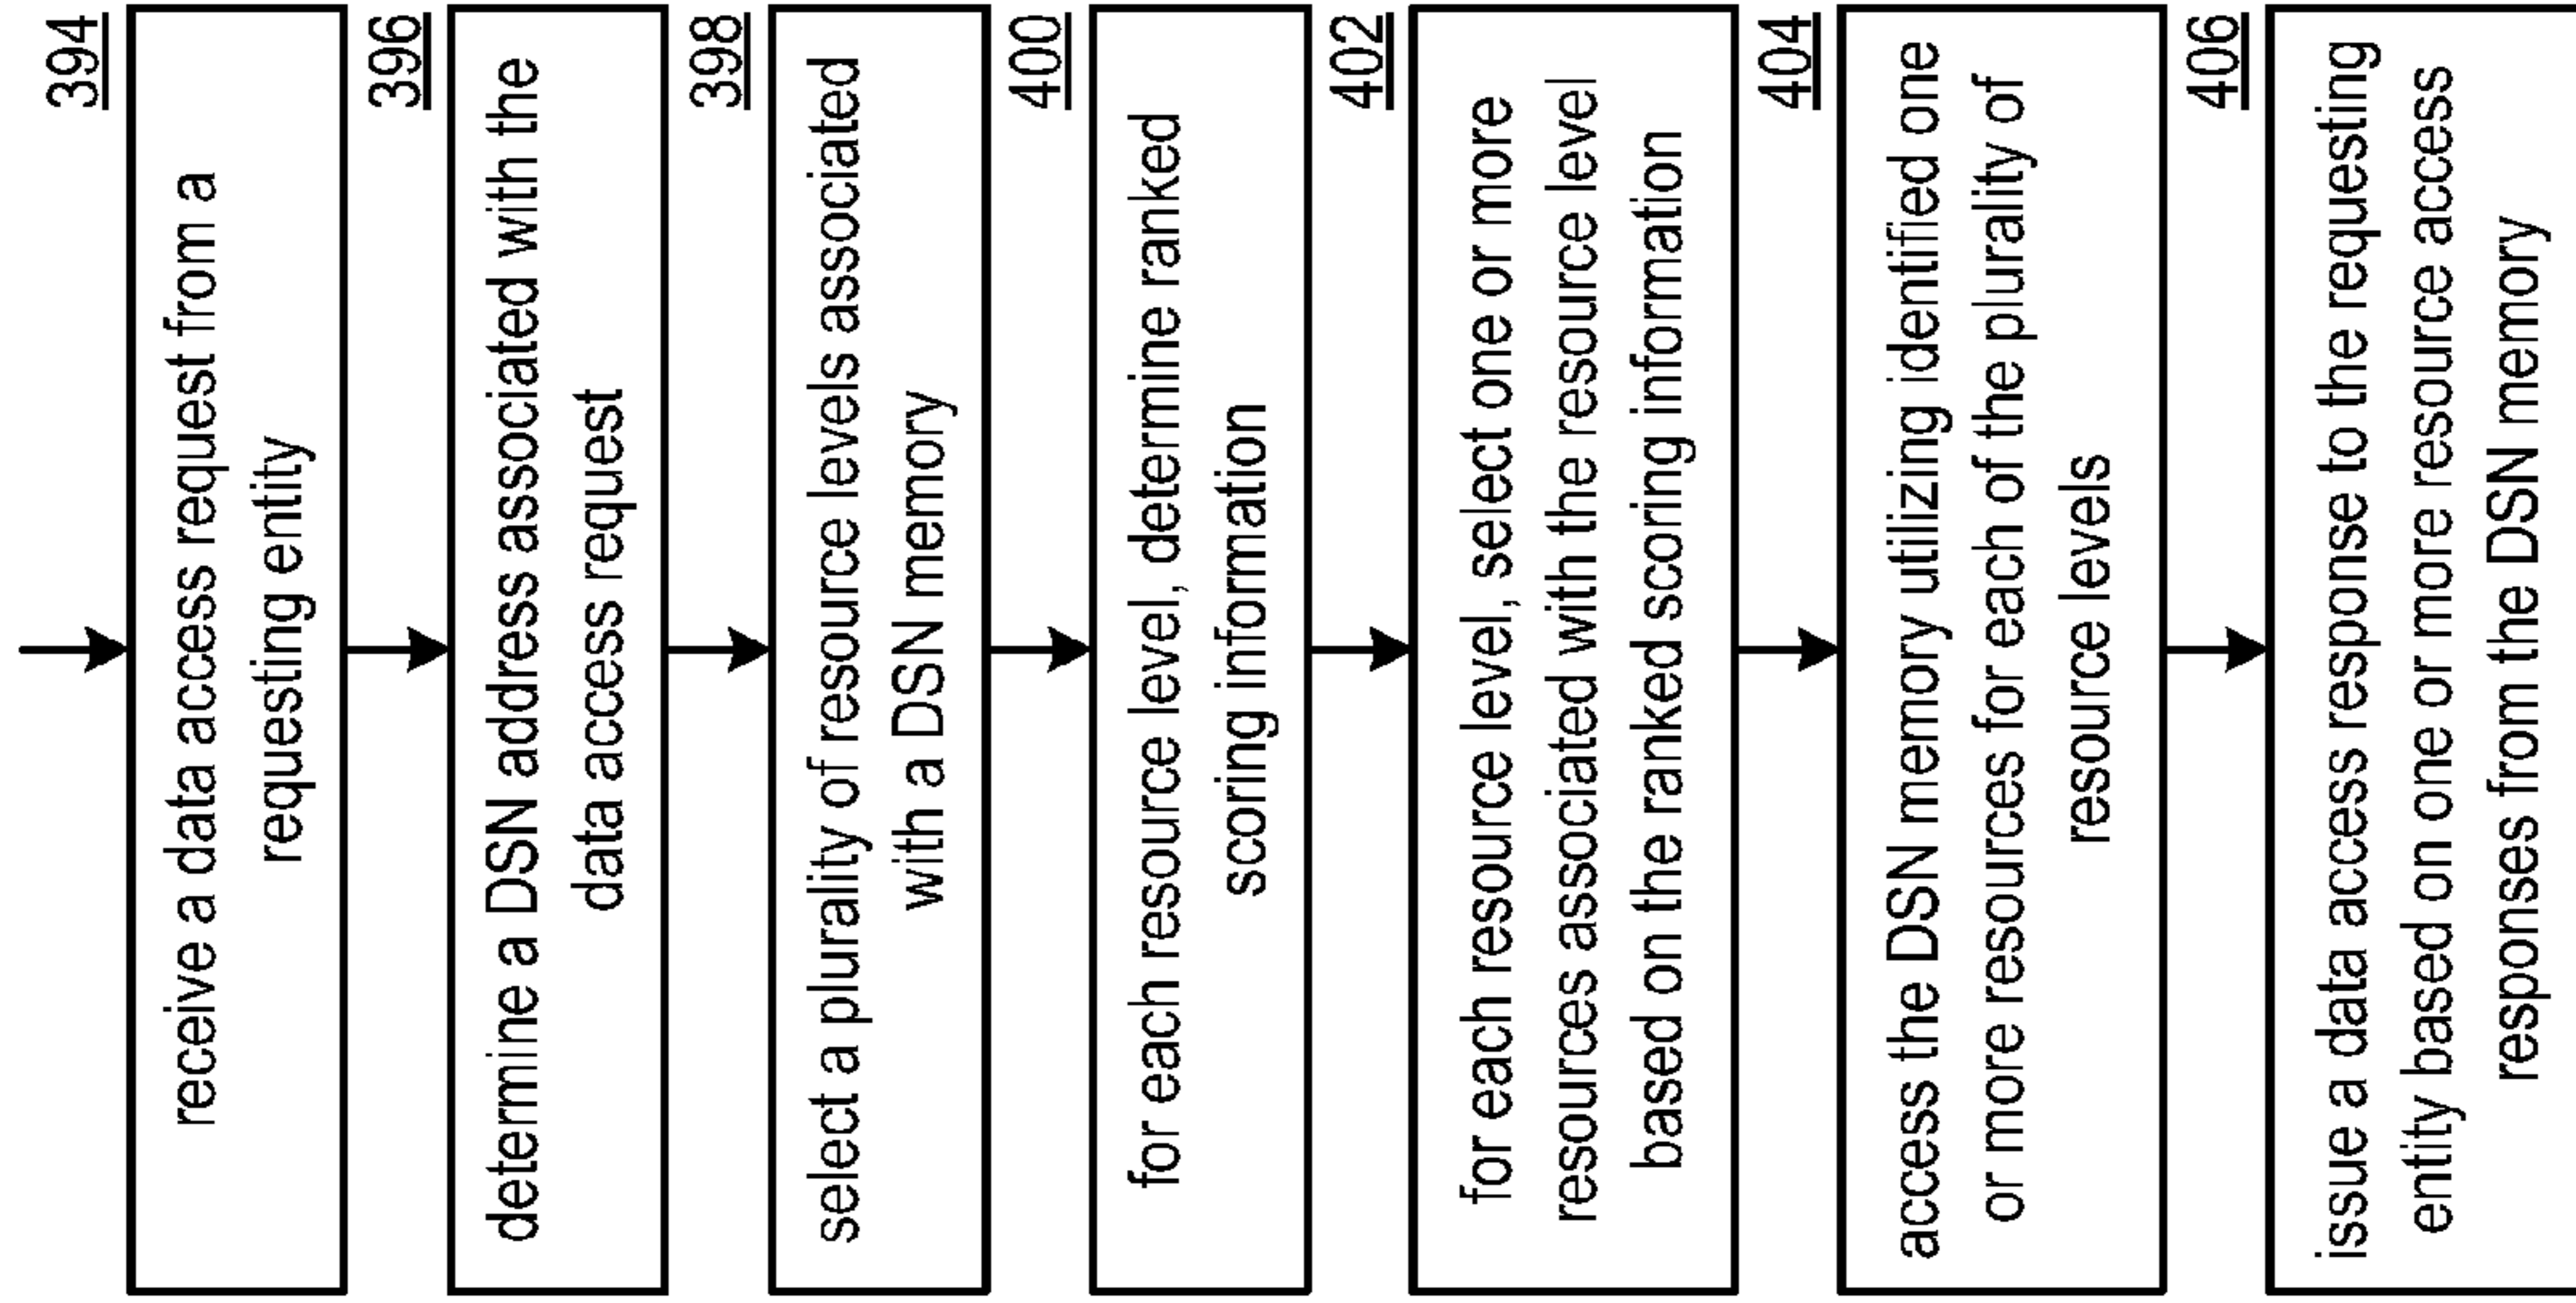 394
receive a data access request from a
requesting entity
396
determine a DSN address associated with the
data access request
398
select a plurality of resource levels associated
with a DSN memory
400
for each resource level, determine ranked
scoring information
402
for each resource level, select one or more
resources associated with the resource level
based on the ranked scoring information
404
access the DSN memory utilizing identified one
or more resources for each of the plurality of
resource levels
406
issue a data access response to the requesting
entity based on one or more resource access
responses from the DSN memory